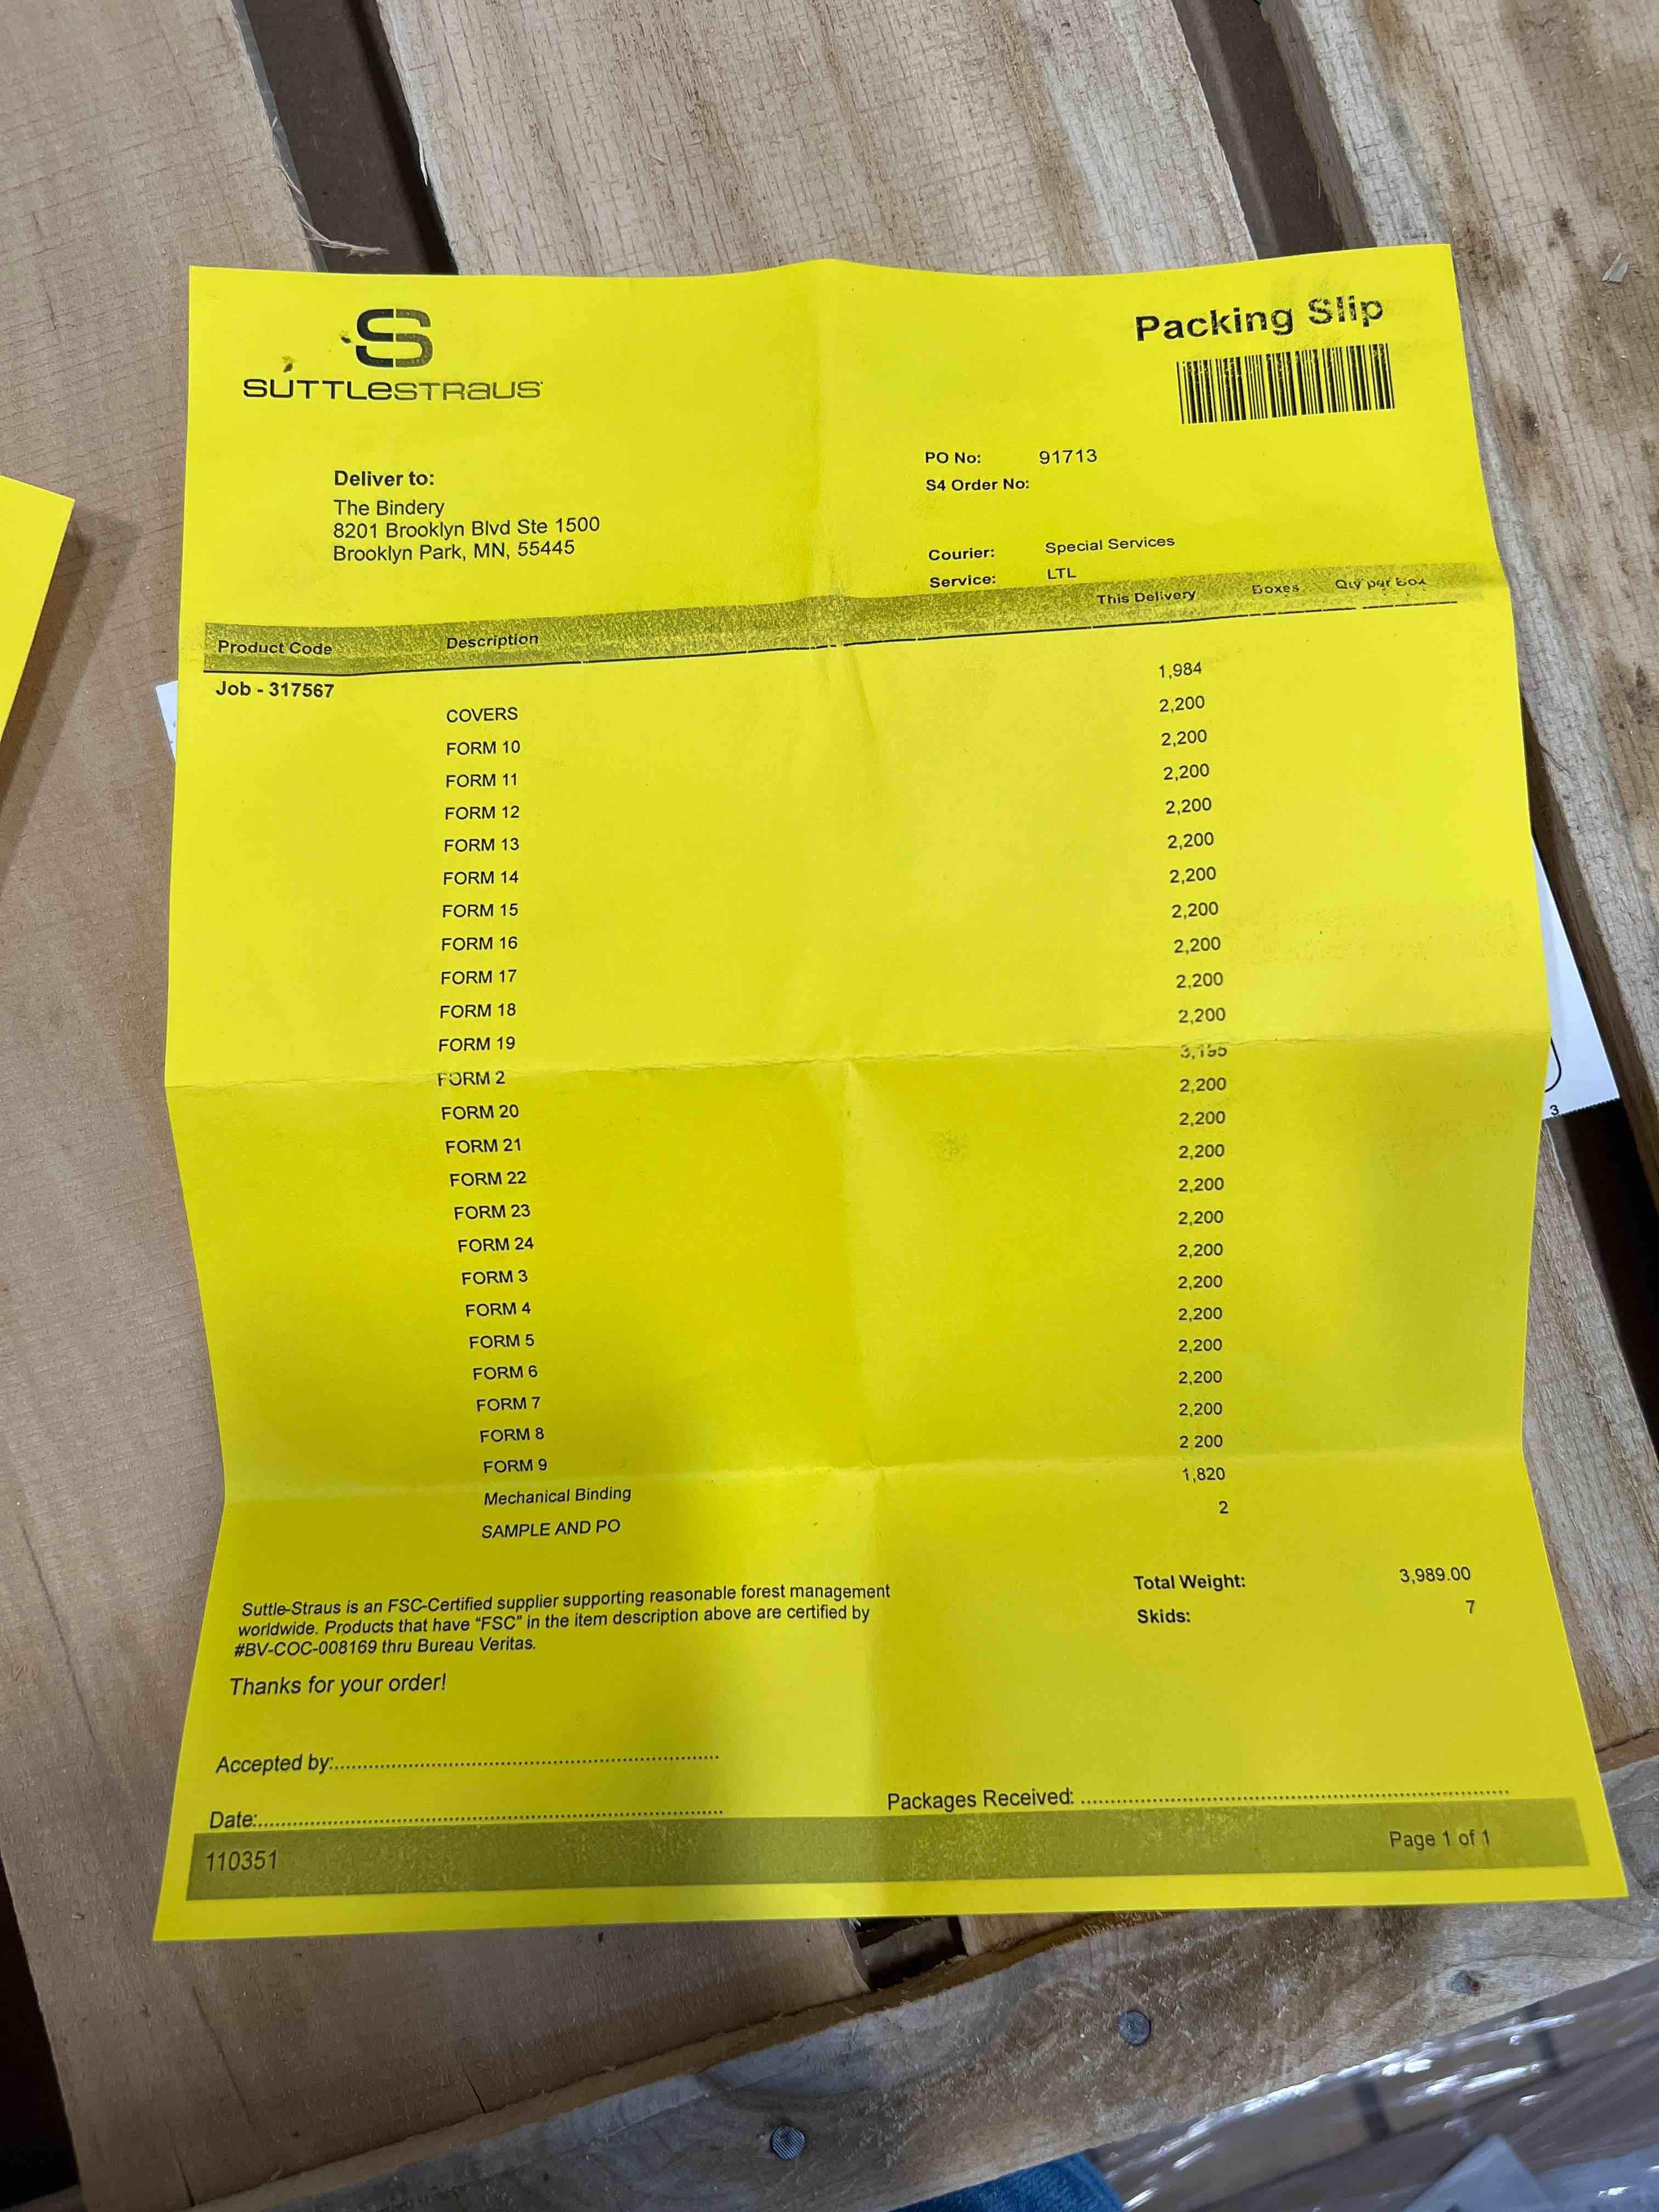 SUTTLESTRAUS
Packing Slip
Deliver to:
The Bindery
8201 Brooklyn Blvd Ste 1500
Brooklyn Park, MN, 55445
PO No: 91713
S4 Order No:
Courier: Special Services
Service: LTL
Product Code Description This Delivery Boxes Qty per Box
Job - 317567
COVERS 1,984
FORM 10 2,200
FORM 11 2,200
FORM 12 2,200
FORM 13 2,200
FORM 14 2,200
FORM 15 2,200
FORM 16 2,200
FORM 17 2,200
FORM 18 2,200
FORM 19 2,200
FORM 2 3,195
FORM 20 2,200
FORM 21 2,200
FORM 22 2,200
FORM 23 2,200
FORM 24 2,200
FORM 3 2,200
FORM 4 2,200
FORM 5 2,200
FORM 6 2,200
FORM 7 2,200
FORM 8 2,200
FORM 9 2,200
Mechanical Binding 1,820
SAMPLE AND PO 2
Suttle-Straus is an FSC-Certified supplier supporting reasonable forest management
worldwide. Products that have “FSC” in the item description above are certified by
#BV-COC-008169 thru Bureau Veritas.
Total Weight: 3,989.00
Skids: 7
Thanks for your order!
Accepted by:
Date:
Packages Received:
110351
Page 1 of 1
3